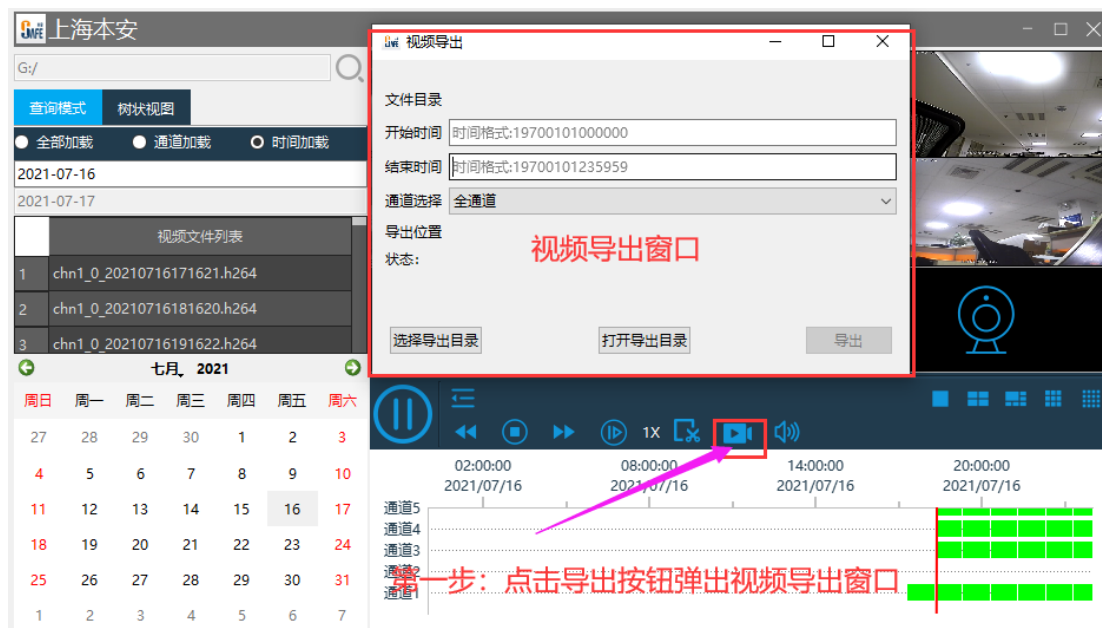 SAFE 上海本安
G:/
查询模式 树状视图
全部加载 通道加载 时间加载
2021-07-16
2021-07-17
视频文件列表
1 chn1_0_20210716171621.h264
2 chn1_0_20210716181620.h264
3 chn1_0_20210716191622.h264
七月, 2021
周日 周一 周二 周三 周四 周五 周六
27 28 29 30 1 2 3
4 5 6 7 8 9 10
11 12 13 14 15 16 17
18 19 20 21 22 23 24
25 26 27 28 29 30 31
1 2 3 4 5 6 7
视频导出
文件目录
开始时间 时间格式:19700101000000
结束时间 时间格式:19700101235959
通道选择 全通道
导出位置
状态:
视频导出窗口
选择导出目录 打开导出目录 导出
1X
02:00:00 08:00:00 14:00:00 20:00:00
2021/07/16 2021/07/16 2021/07/16 2021/07/16
通道5
通道4
通道3
通道2
通道1
第一步：点击导出按钮弹出视频导出窗口